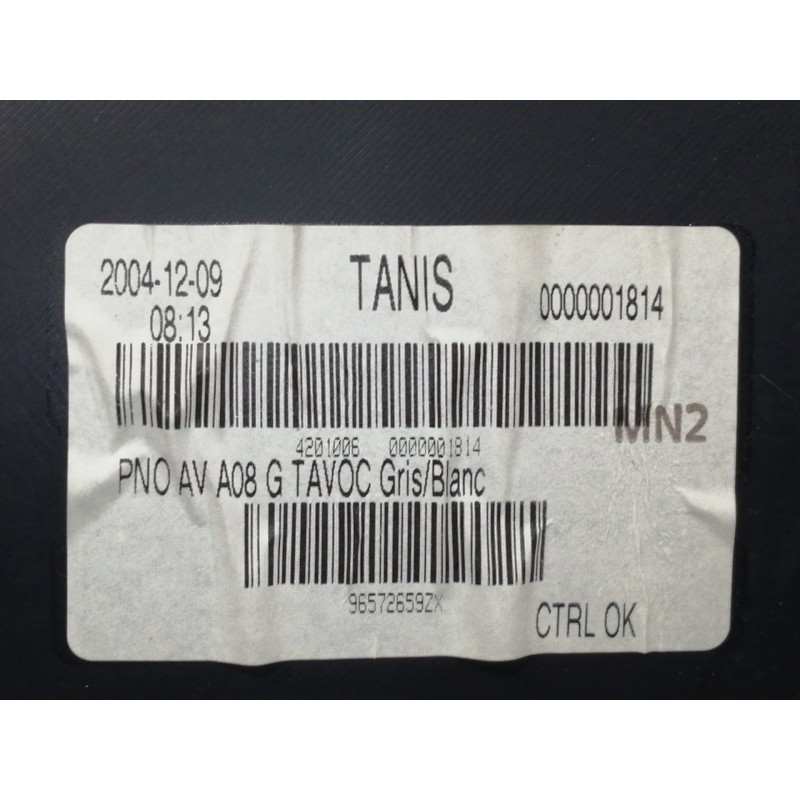 2004-12-09 TANIS 0000001814
08:13
MN2
4201006 0000001814
PNO AV A08 G TAVOC Gris/Blanc
96572659ZX
CTRL OK